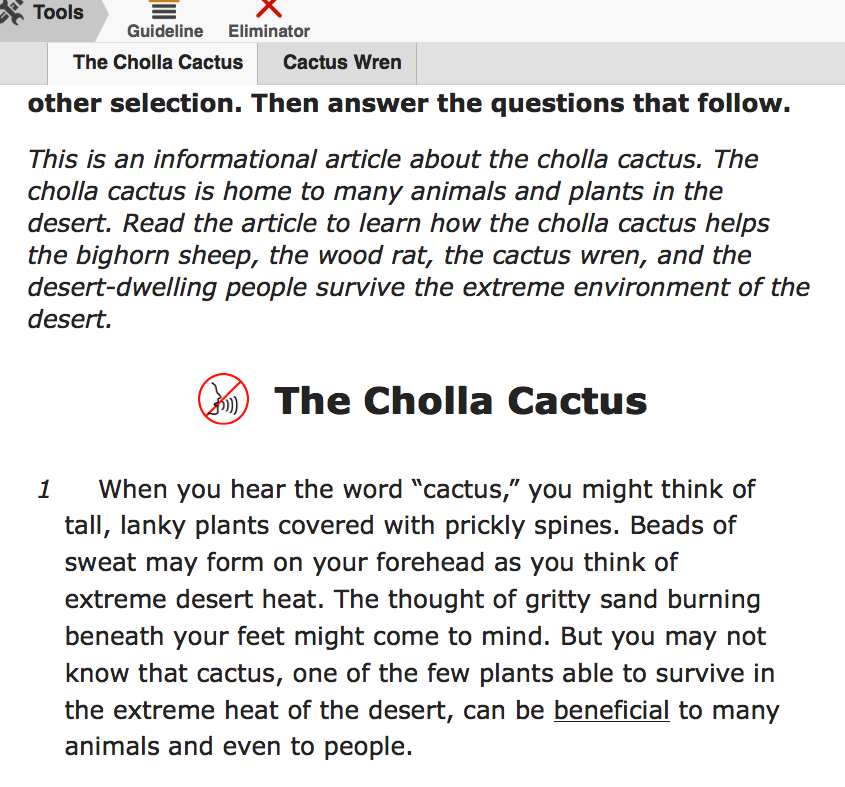 Tools
Guideline Eliminator
The Cholla Cactus Cactus Wren
other selection. Then answer the questions that follow.
This is an informational article about the cholla cactus. The
cholla cactus is home to many animals and plants in the
desert. Read the article to learn how the cholla cactus helps
the bighorn sheep, the wood rat, the cactus wren, and the
desert-dwelling people survive the extreme environment of the
desert.
The Cholla Cactus
1 When you hear the word “cactus,” you might think of
tall, lanky plants covered with prickly spines. Beads of
sweat may form on your forehead as you think of
extreme desert heat. The thought of gritty sand burning
beneath your feet might come to mind. But you may not
know that cactus, one of the few plants able to survive in
the extreme heat of the desert, can be beneficial to many
animals and even to people.